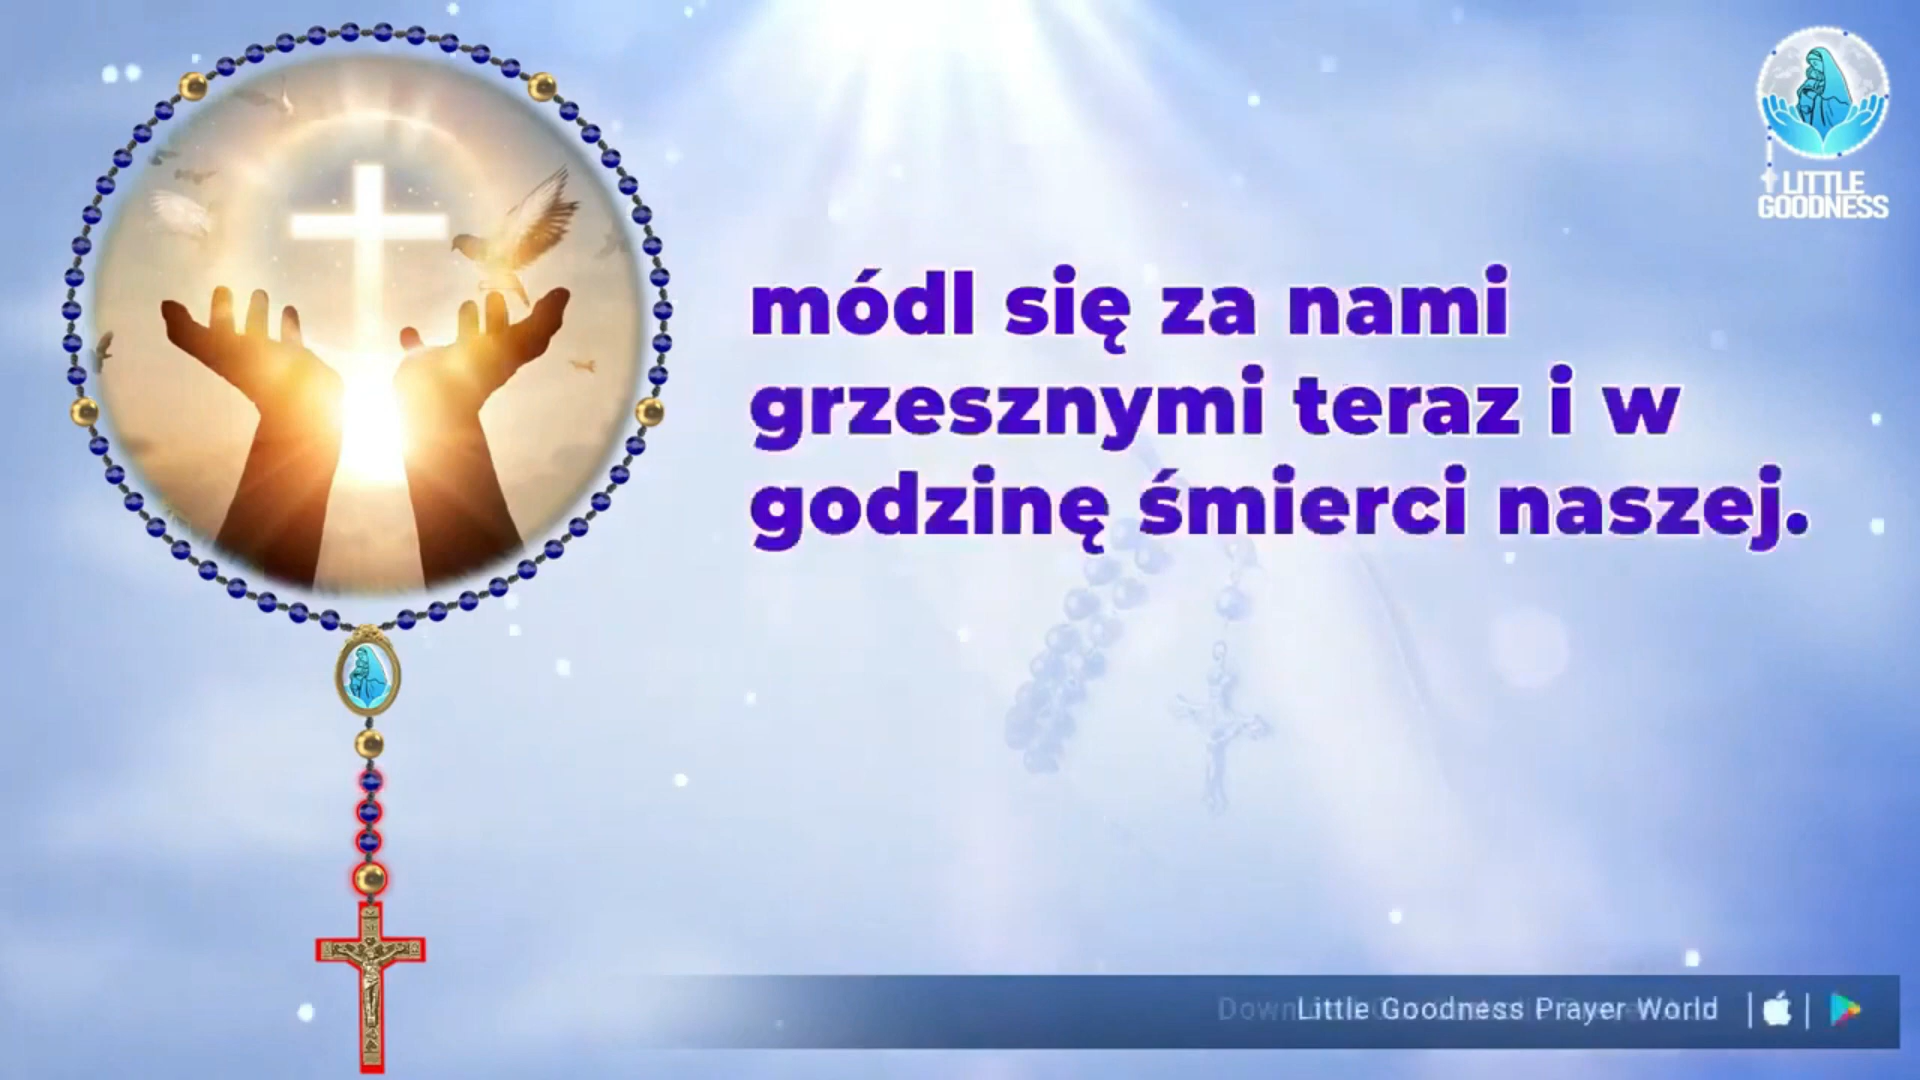 LITTLE
GOODNESS
módl się za nami
grzesznymi teraz i w
godzinę śmierci naszej.
Little Goodness Prayer World